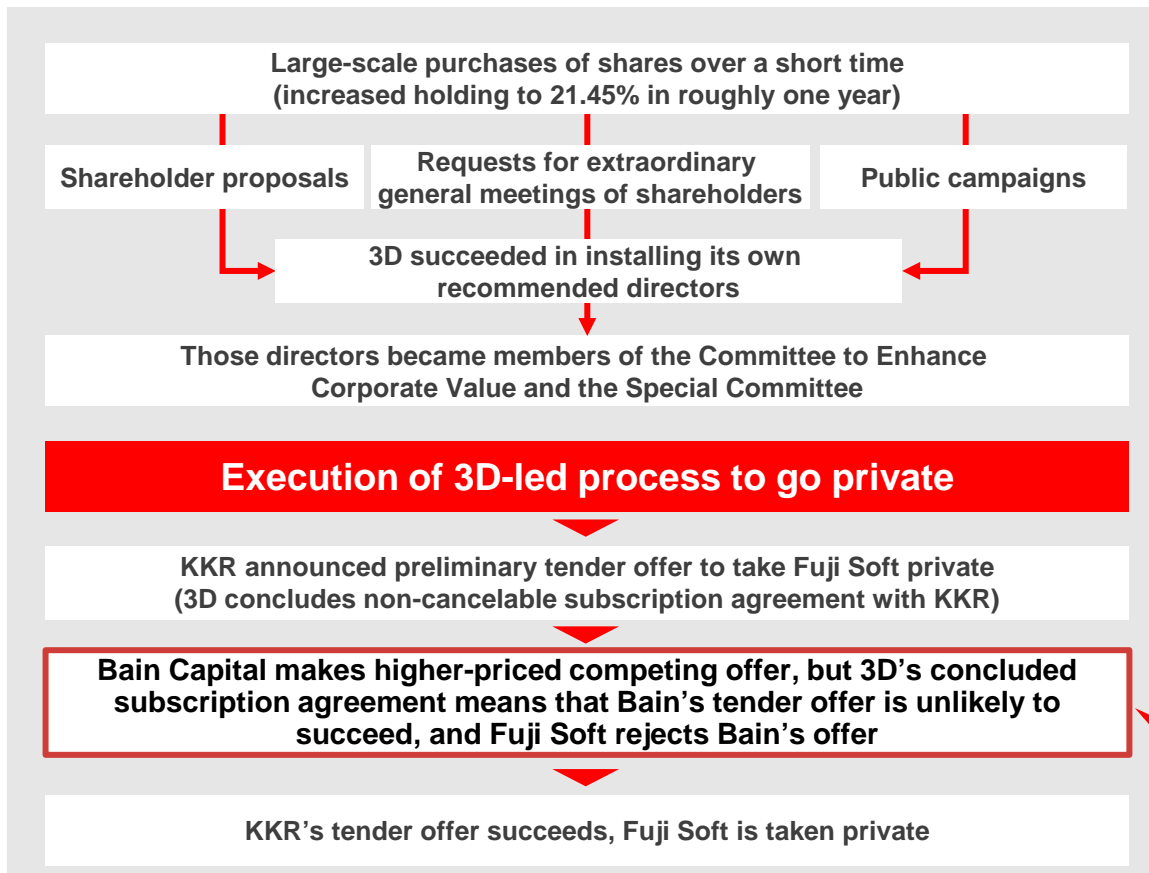 Large-scale purchases of shares over a short time
(increased holding to 21.45% in roughly one year)
Shareholder proposals
Requests for extraordinary
general meetings of shareholders
Public campaigns
3D succeeded in installing its own
recommended directors
Those directors became members of the Committee to Enhance
Corporate Value and the Special Committee
Execution of 3D-led process to go private
KKR announced preliminary tender offer to take Fuji Soft private
(3D concludes non-cancelable subscription agreement with KKR)
Bain Capital makes higher-priced competing offer, but 3D’s concluded
subscription agreement means that Bain’s tender offer is unlikely to
succeed, and Fuji Soft rejects Bain’s offer
KKR’s tender offer succeeds, Fuji Soft is taken private